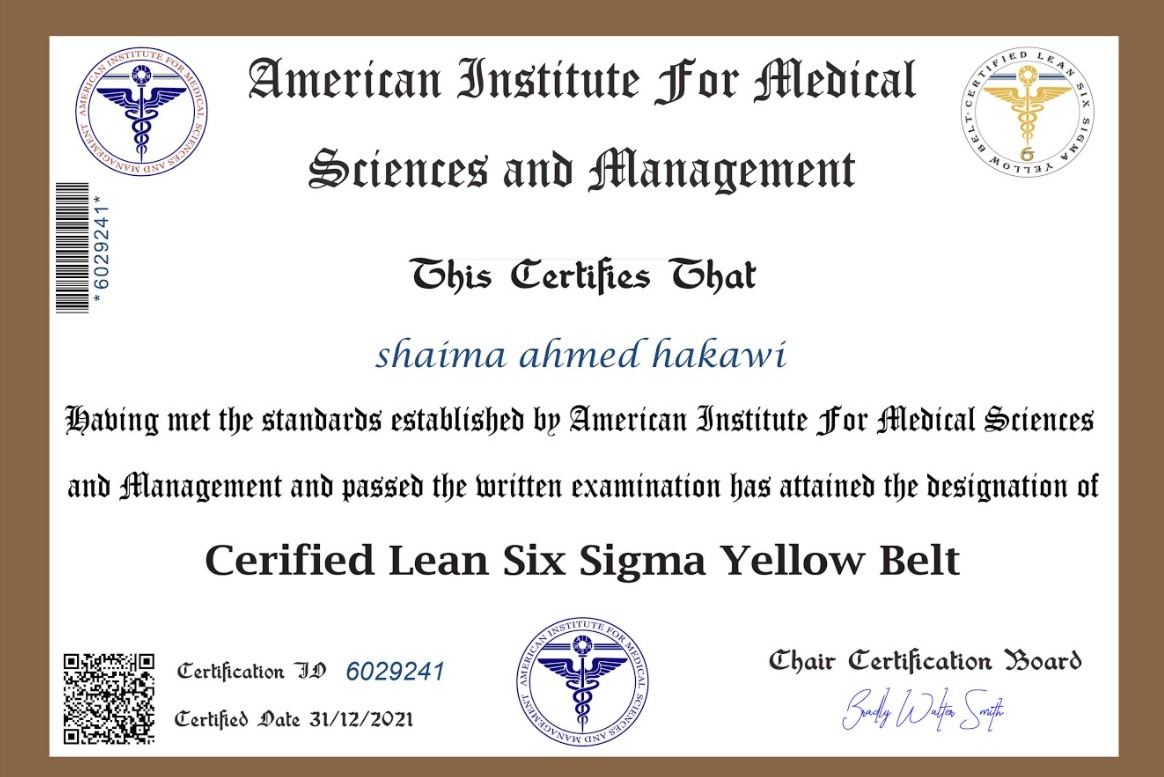 AMERICAN INSTITUTE FOR MEDICAL SCIENCES AND MANAGEMENT
American Institute For Medical
Sciences and Management
CERTIFIED LEAN SIX SIGMA YELLOW BELT
6
*6029241*
This Certifies That
shaima ahmed hakawi
Having met the standards established by American Institute For Medical Sciences
and Management and passed the written examination has attained the designation of
Cerified Lean Six Sigma Yellow Belt
Certification ID 6029241
Certified Date 31/12/2021
AMERICAN INSTITUTE FOR MEDICAL SCIENCES AND MANAGEMENT
Chair Certification Board
Bradly Walter Smith